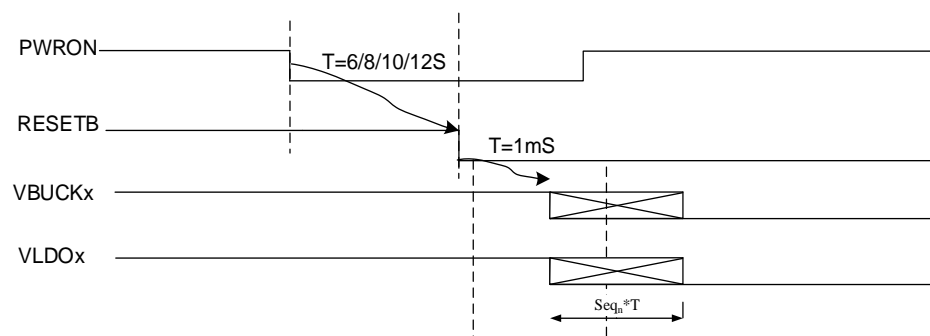 PWRON
T=6/8/10/12S
RESETB
T=1mS
VBUCKx
VLDOx
Seqn*T